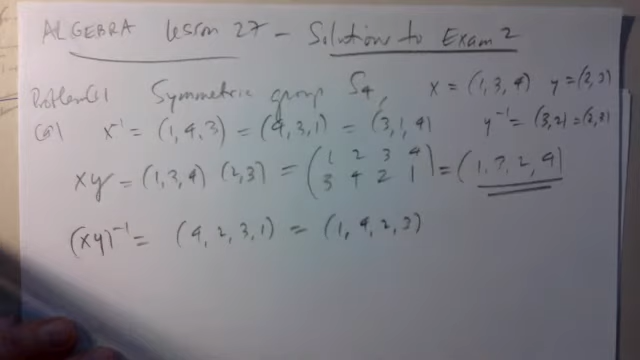 ALGEBRA Lesson 27 - Solutions to Exam 2
Problem 1 Symmetric group S4, x = (1,3,4) y = (2,3)
(a) x⁻¹ = (1,4,3) = (4,3,1) = (3,1,4) y⁻¹ = (3,2) = (2,3)
xy = (1,3,4) (2,3) = (1 2 3 4 / 3 4 2 1) = (1,3,2,4)
(xy)⁻¹ = (4,2,3,1) = (1,4,2,3)